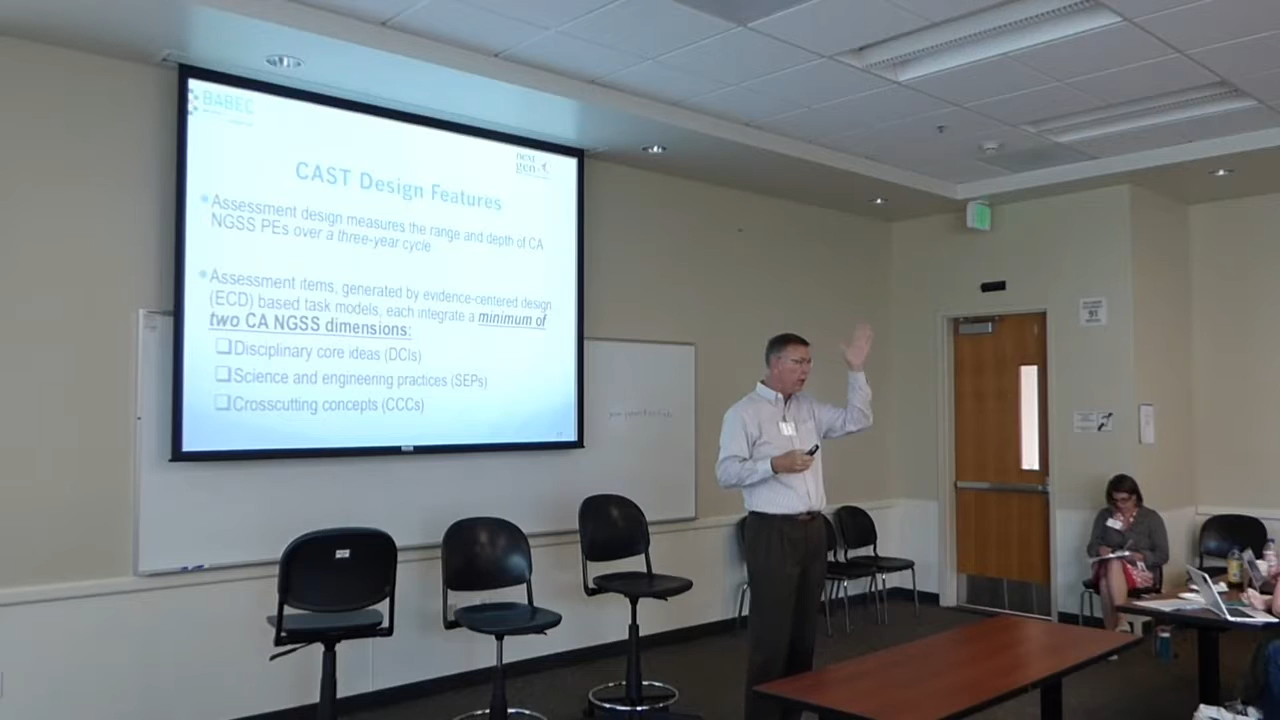 BABEC
next
gen
CAST Design Features
Assessment design measures the range and depth of CA
NGSS PEs over a three-year cycle
Assessment items, generated by evidence-centered design
(ECD) based task models, each integrate a minimum of
two CA NGSS dimensions:
Disciplinary core ideas (DCIs)
Science and engineering practices (SEPs)
Crosscutting concepts (CCCs)
91